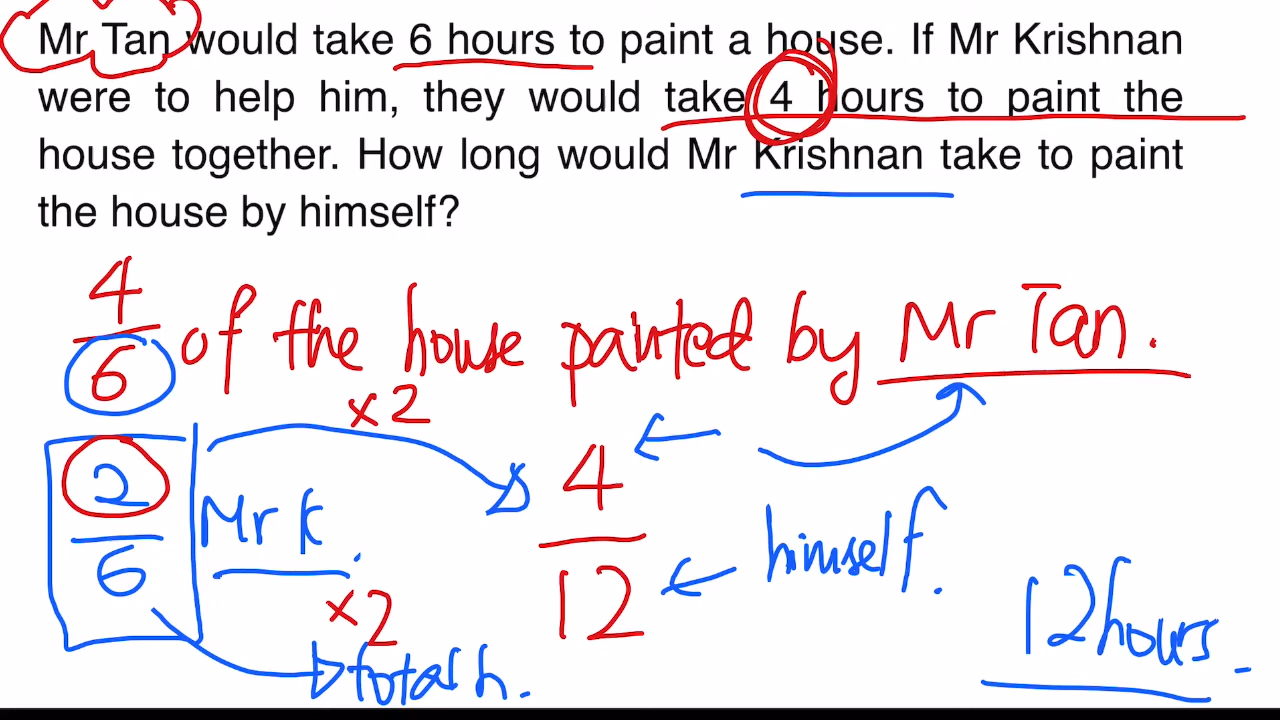 Mr Tan would take 6 hours to paint a house. If Mr Krishnan
were to help him, they would take 4 hours to paint the
house together. How long would Mr Krishnan take to paint
the house by himself?
4/6 of the house painted by Mr Tan.
×2
2/6 Mr K.
4/12
himself.
×2
total h.
12 hours.